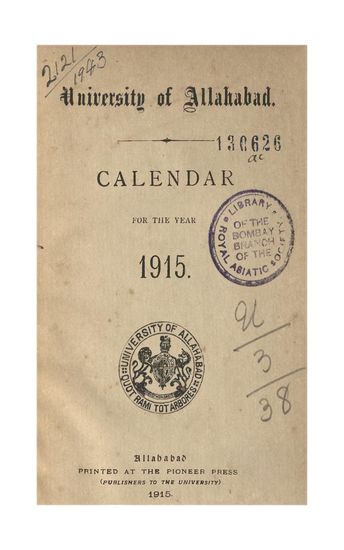 2121/1943
University of Allahabad.
130626
ac
CALENDAR
FOR THE YEAR
1915.
LIBRARY
OF THE
BOMBAY
BRANCH
OF THE
ROYAL ASIATIC SOCIETY
91/3/38
UNIVERSITY OF ALLAHABAD
QUOT RAMI TOT ARBORES
Allahabad
PRINTED AT THE PIONEER PRESS
(PUBLISHERS TO THE UNIVERSITY)
1915.